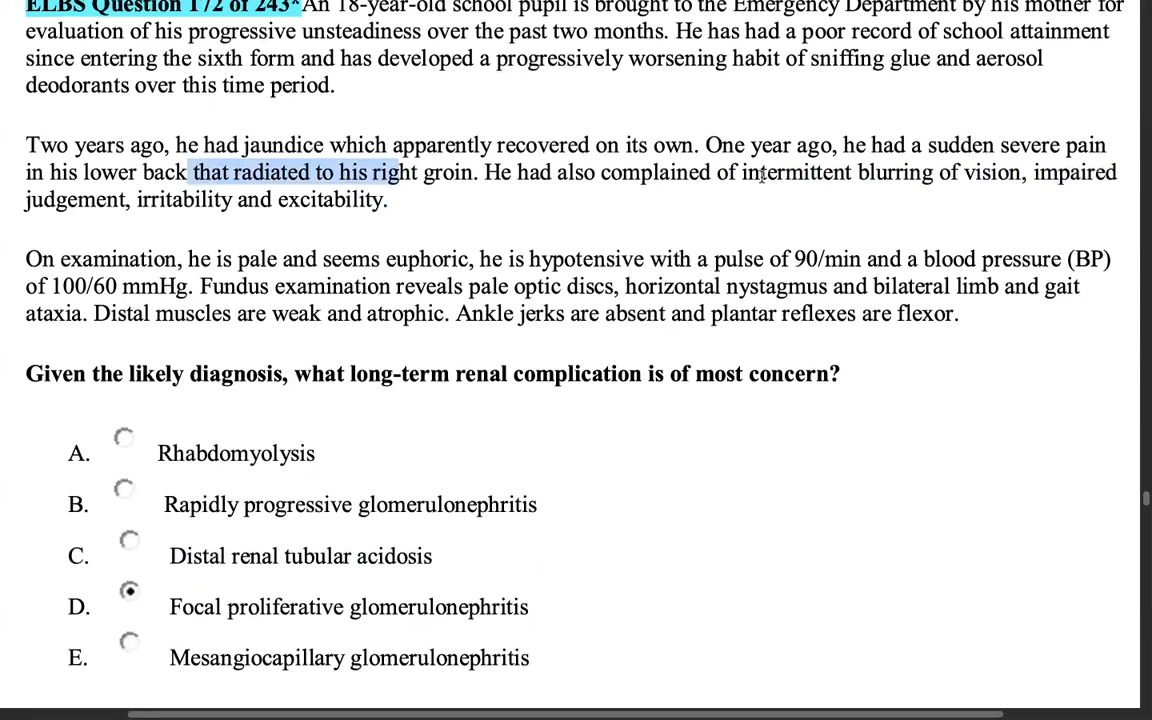 ELBS Question 172 of 243^An 18-year-old school pupil is brought to the Emergency Department by his mother for
evaluation of his progressive unsteadiness over the past two months. He has had a poor record of school attainment
since entering the sixth form and has developed a progressively worsening habit of sniffing glue and aerosol
deodorants over this time period.
Two years ago, he had jaundice which apparently recovered on its own. One year ago, he had a sudden severe pain
in his lower back that radiated to his right groin. He had also complained of intermittent blurring of vision, impaired
judgement, irritability and excitability.
On examination, he is pale and seems euphoric, he is hypotensive with a pulse of 90/min and a blood pressure (BP)
of 100/60 mmHg. Fundus examination reveals pale optic discs, horizontal nystagmus and bilateral limb and gait
ataxia. Distal muscles are weak and atrophic. Ankle jerks are absent and plantar reflexes are flexor.
Given the likely diagnosis, what long-term renal complication is of most concern?
A. Rhabdomyolysis
B. Rapidly progressive glomerulonephritis
C. Distal renal tubular acidosis
D. Focal proliferative glomerulonephritis
E. Mesangiocapillary glomerulonephritis